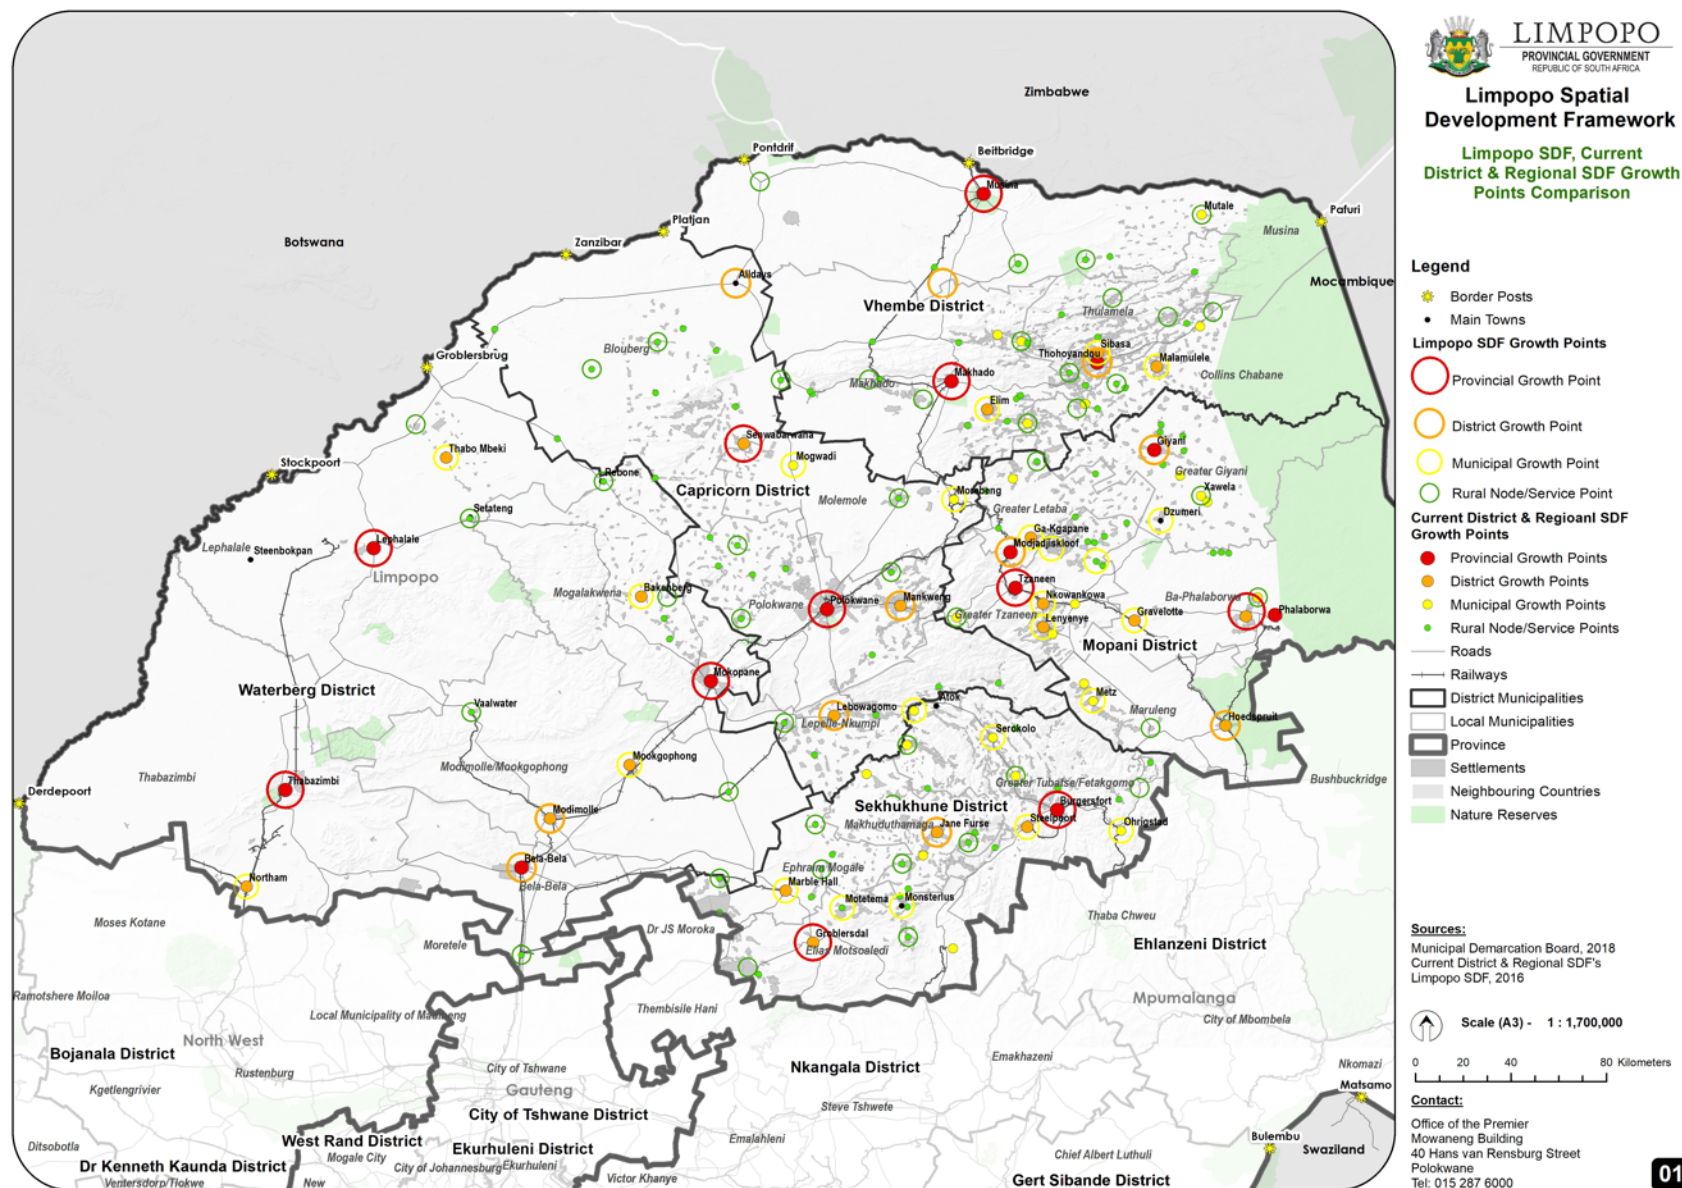 LIMPOPO
PROVINCIAL GOVERNMENT
REPUBLIC OF SOUTH AFRICA
Limpopo Spatial
Development Framework
Limpopo SDF, Current
District & Regional SDF Growth
Points Comparison
Legend
Border Posts
Main Towns
Limpopo SDF Growth Points
Provincial Growth Point
District Growth Point
Municipal Growth Point
Rural Node/Service Point
Current District & Regioanl SDF
Growth Points
Provincial Growth Points
District Growth Points
Municipal Growth Points
Rural Node/Service Points
Roads
Railways
District Municipalities
Local Municipalities
Province
Settlements
Neighbouring Countries
Nature Reserves
Sources:
Municipal Demarcation Board, 2018
Current District & Regional SDF's
Limpopo SDF, 2016
Scale (A3) - 1 : 1,700,000
0 20 40 80 Kilometers
Contact:
Office of the Premier
Mowaneng Building
40 Hans van Rensburg Street
Polokwane
Tel: 015 287 6000
01
Zimbabwe
Pontdrif
Beitbridge
Musina
Mutale
Pafuri
Musina
Platjan
Zanzibar
Botswana
Alldays
Mocambique
Vhembe District
Thulamela
Groblersbrug
Blouberg
Sibasa
Thohoyandou
Malamulele
Collins Chabane
Makhado
Makhado
Elim
Senwabarwana
Giyani
Thabo Mbeki
Mogwadi
Stockpoort
Rebone
Greater Giyani
Capricorn District
Molemole
Xawela
Setateng
Greater Letaba
Dzumeri
Ga-Kgapane
Modjadjiskloof
Lephalale
Lephalale
Steenbokpan
Limpopo
Tzaneen
Mogalakwena
Bakenberg
Polokwane
Polokwane
Mankweng
Nkowankowa
Ba-Phalaborwa
Phalaborwa
Greater Tzaneen
Lenyenye
Gravelotte
Mopani District
Mokopane
Waterberg District
Metz
Atok
Vaalwater
Lebowagomo
Lepelle-Nkumpi
Maruleng
Hoedspruit
Serokolo
Mookgophong
Modimolle/Mookgophong
Thabazimbi
Thabazimbi
Greater Tubatse/Fetakgomo
Bushbuckridge
Derdepoort
Burgersfort
Sekhukhune District
Modimolle
Makhuduthamaga
Jane Furse
Steelpoort
Ohrigstad
Bela-Bela
Bela-Bela
Ephraim Mogale
Northam
Marble Hall
Motetema
Monsterius
Moses Kotane
Thaba Chweu
Dr JS Moroka
Groblersdal
Elias Motsoaledi
Moretele
Ehlanzeni District
Ramotshere Moiloa
Mpumalanga
Thembisile Hani
City of Mbombela
North West
Bojanala District
Emakhazeni
Nkomazi
Rustenburg
City of Tshwane
Nkangala District
Kgetlengrivier
Gauteng
Matsamo
City of Tshwane District
Steve Tshwete
Ditsobotla
West Rand District
Emalahleni
Bulembu
Mogale City
Ekurhuleni District
Swaziland
Chief Albert Luthuli
Dr Kenneth Kaunda District
City of Johannesburg
Ekurhuleni
Ventersdorp/Tlokwe
New
Victor Khanye
Gert Sibande District